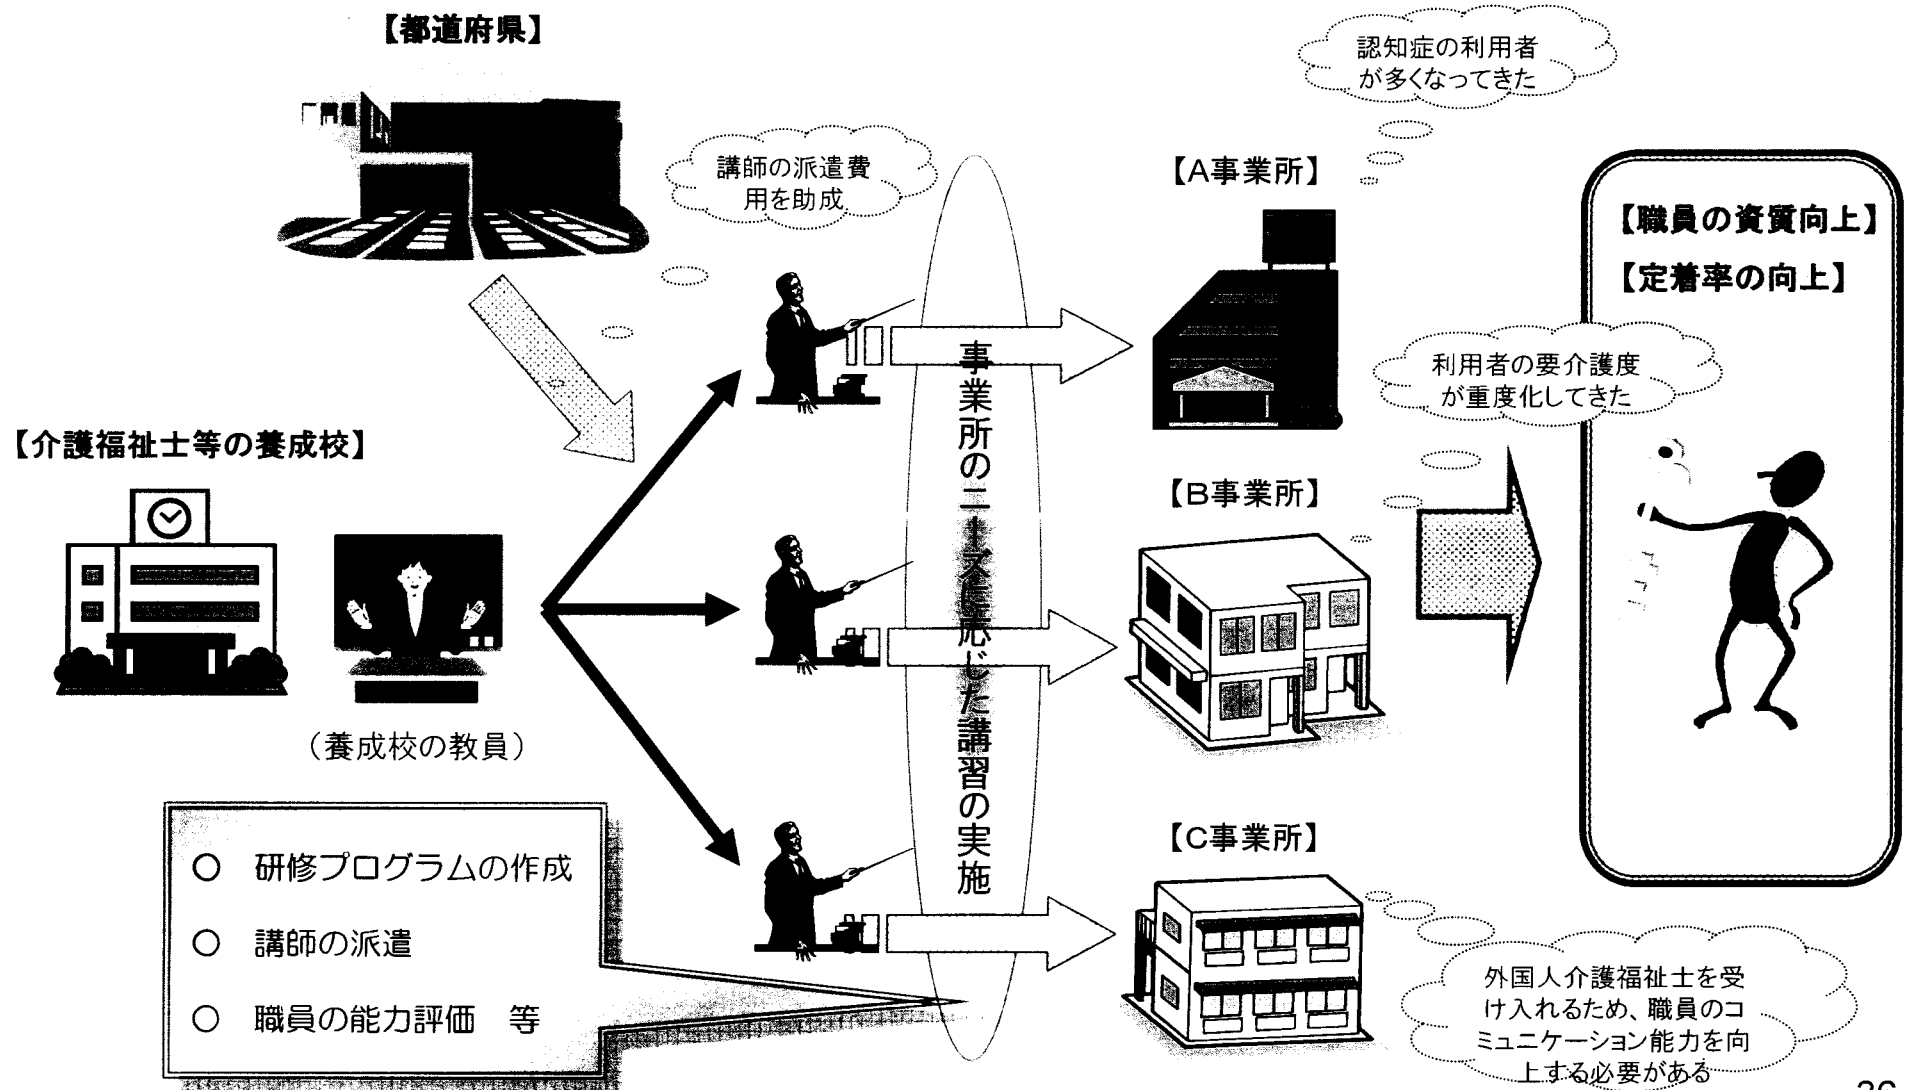 【都道府県】
講師の派遣費
用を助成
認知症の利用者
が多くなってきた
【A事業所】
【職員の資質向上】
【定着率の向上】
利用者の要介護度
が重度化してきた
【介護福祉士等の養成校】
（養成校の教員）
事業所のニーズに応じた講習の実施
【B事業所】
【C事業所】
○ 研修プログラムの作成
○ 講師の派遣
○ 職員の能力評価 等
外国人介護福祉士を受
け入れるため、職員のコ
ミュニケーション能力を向
上する必要がある